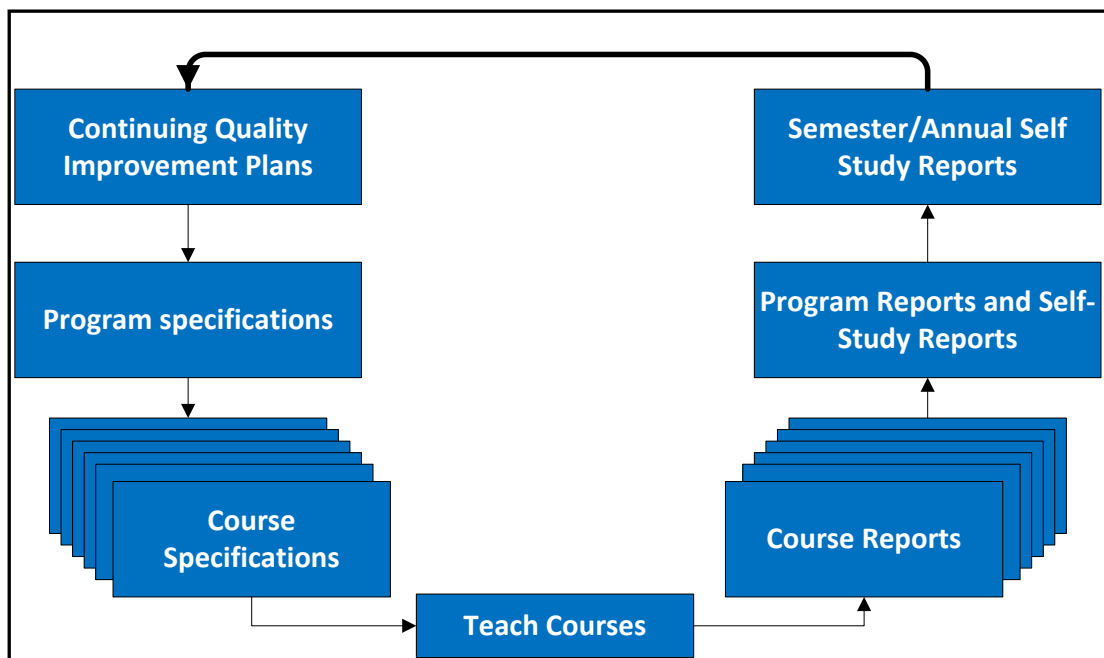 Continuing Quality
Improvement Plans
Program specifications
Course
Specifications
Teach Courses
Course Reports
Program Reports and Self-
Study Reports
Semester/Annual Self
Study Reports